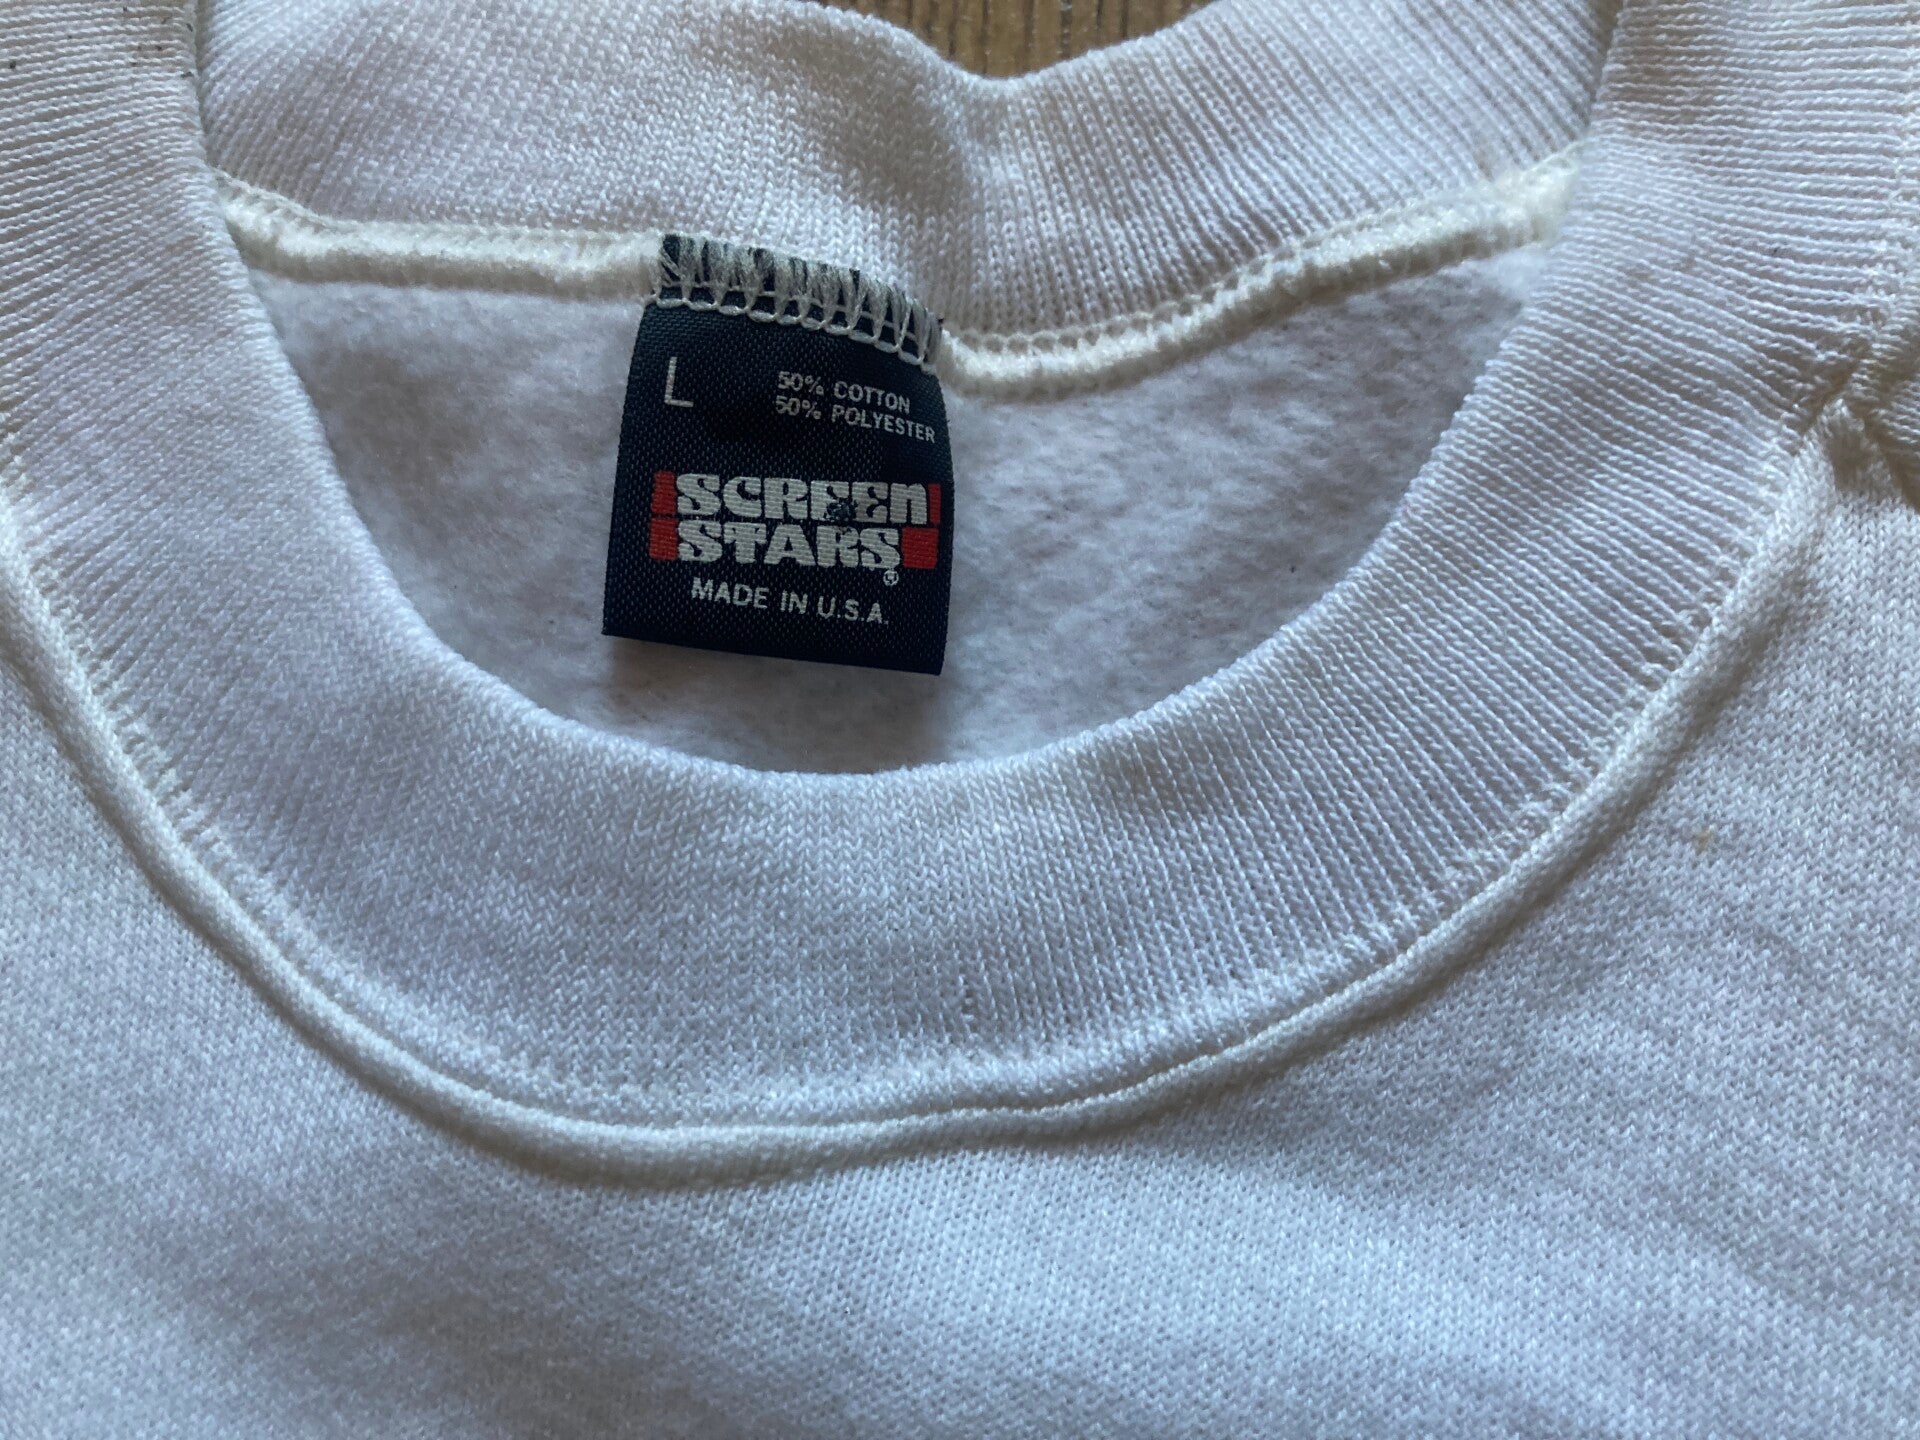 L
50% COTTON
50% POLYESTER
SCREEN
STARS®
MADE IN U.S.A.